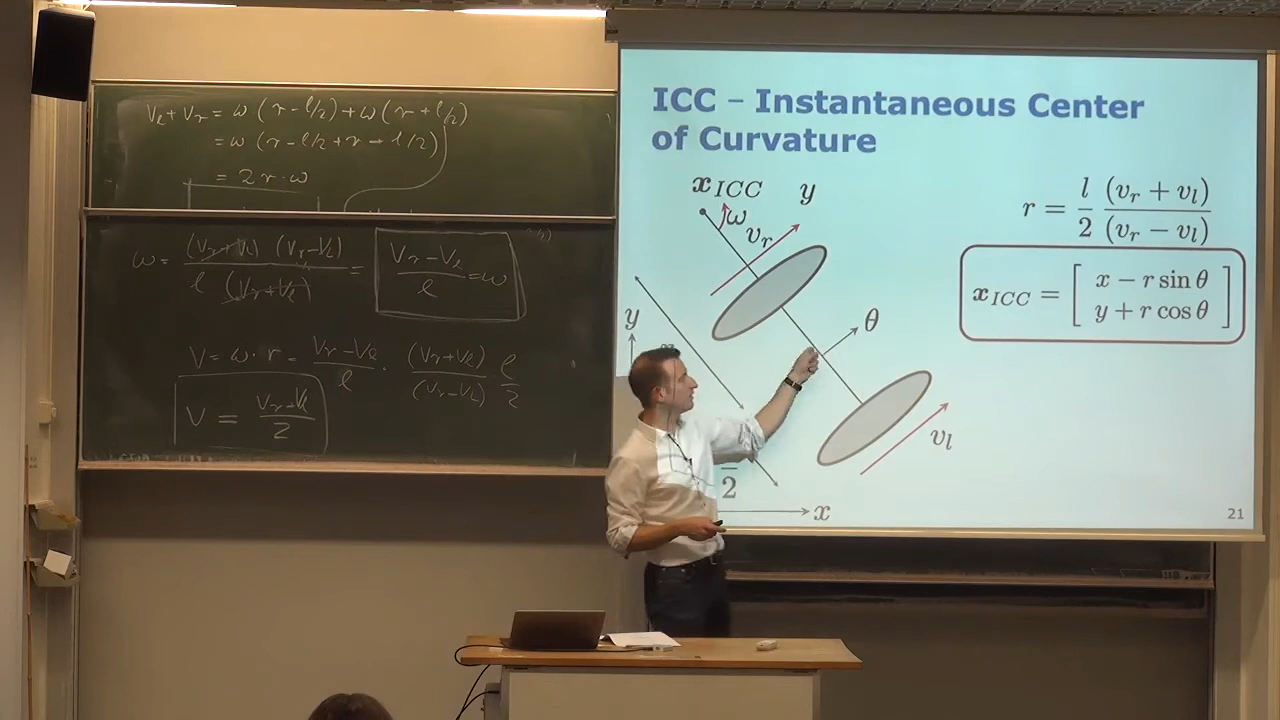 V_l + V_r = ω (r - l/2) + ω (r + l/2)
= ω (r - l/2 + r + l/2)
= 2 r · ω
ω = (V_r + V_l) (V_r - V_l) / l (V_r + V_l) = V_r - V_l / l = ω
V = ω · r = V_r - V_l / l · (V_r + V_l) / (V_r - V_l) l / 2
V = V_r - V_l / 2
ICC – Instantaneous Center
of Curvature
x_ICC
y
ω
v_r
r = l/2 (v_r + v_l)/(v_r − v_l)
x_ICC = [ x − r sin θ
y + r cos θ ]
y
θ
v_l
l
2
x
21